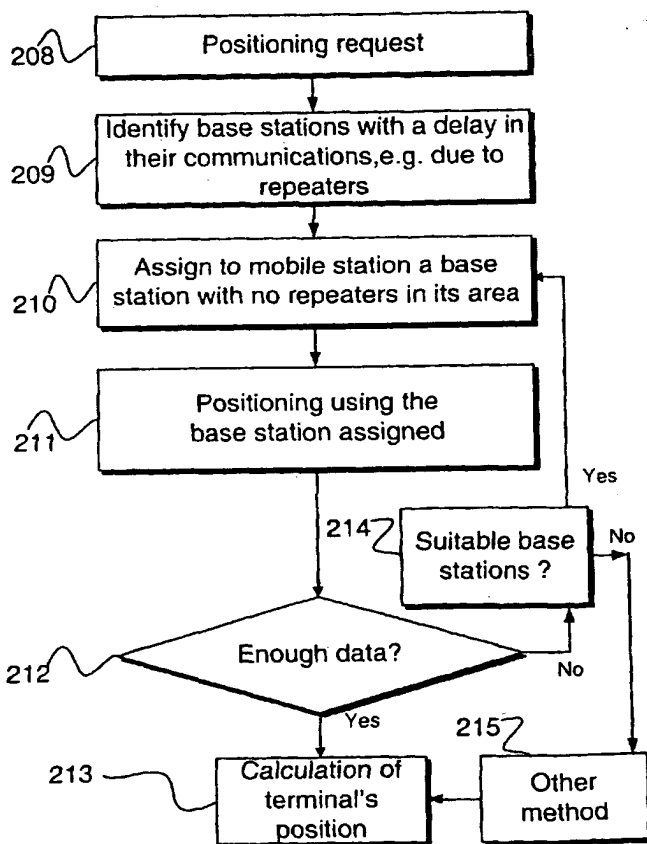 208
Positioning request
Identify base stations with a delay in
their communications,e.g. due to
repeaters
209
Assign to mobile station a base
station with no repeaters in its area
210
Positioning using the
base station assigned
211
Yes
214
Suitable base
stations ?
No
Enough data?
212
No
Yes
215
213
Calculation of
terminal's
position
Other
method